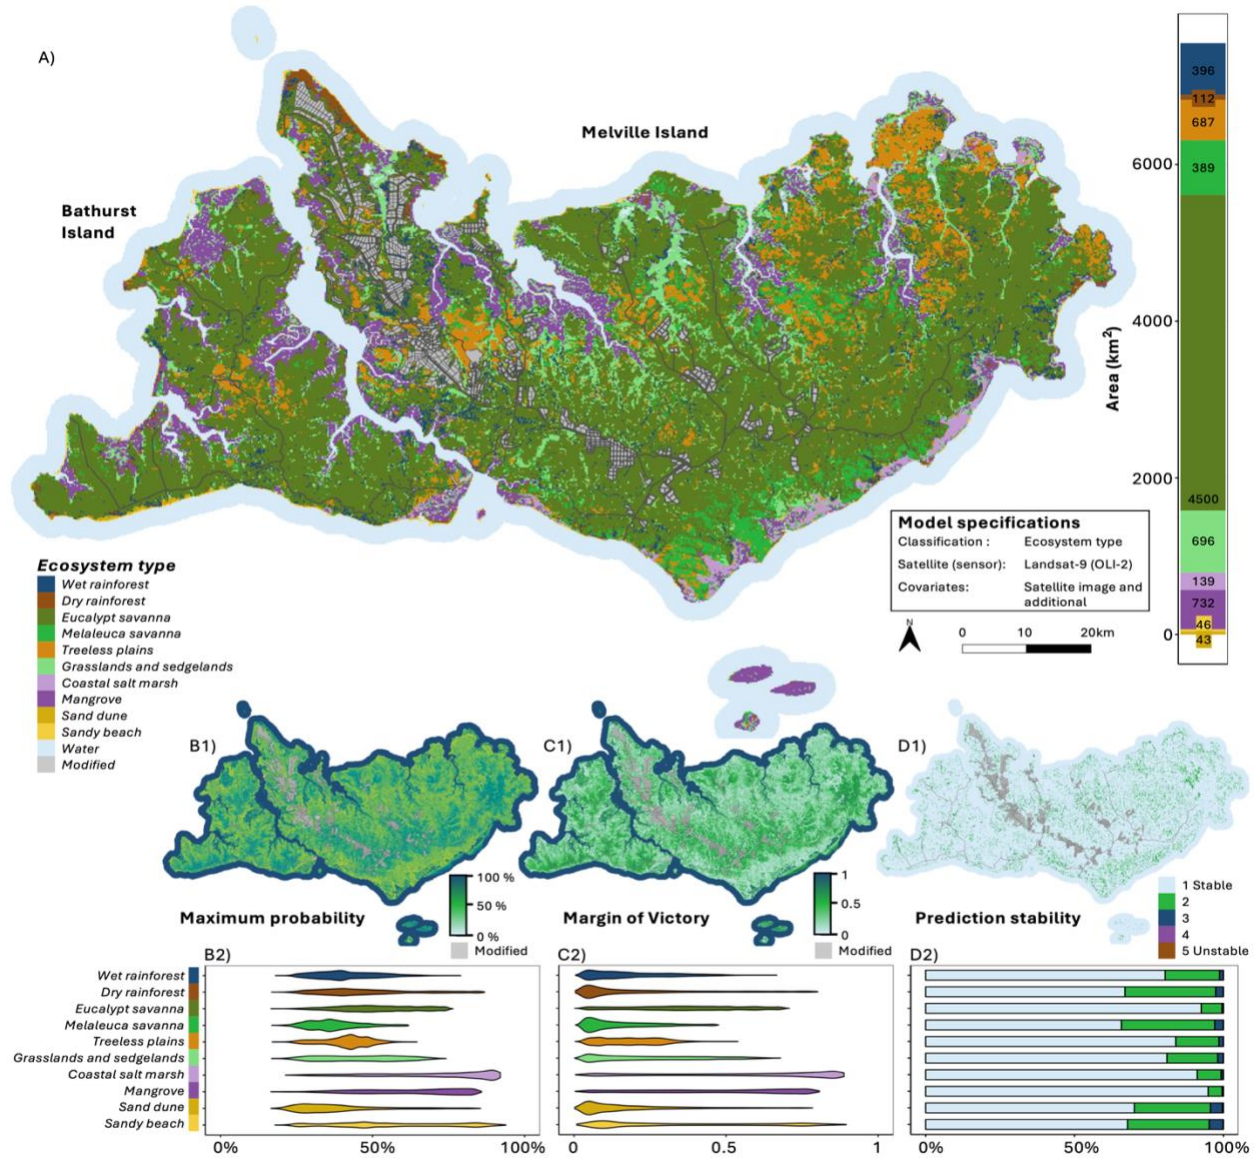 A)
Melville Island
Bathurst
Island
396
112
687
389
4500
696
139
732
46
43
6000
4000
2000
0
Area (km²)
Model specifications
Classification : Ecosystem type
Satellite (sensor): Landsat-9 (OLI-2)
Covariates: Satellite image and
additional
N
0 10 20km
Ecosystem type
Wet rainforest
Dry rainforest
Eucalypt savanna
Melaleuca savanna
Treeless plains
Grasslands and sedgelands
Coastal salt marsh
Mangrove
Sand dune
Sandy beach
Water
Modified
B1)
100 %
50 %
0 %
Modified
Maximum probability
C1)
1
0.5
0
Modified
Margin of Victory
D1)
1 Stable
2
3
4
5 Unstable
Prediction stability
B2)
C2)
D2)
Wet rainforest
Dry rainforest
Eucalypt savanna
Melaleuca savanna
Treeless plains
Grasslands and sedgelands
Coastal salt marsh
Mangrove
Sand dune
Sandy beach
0% 50% 100%
0 0.5 1
0% 50% 100%